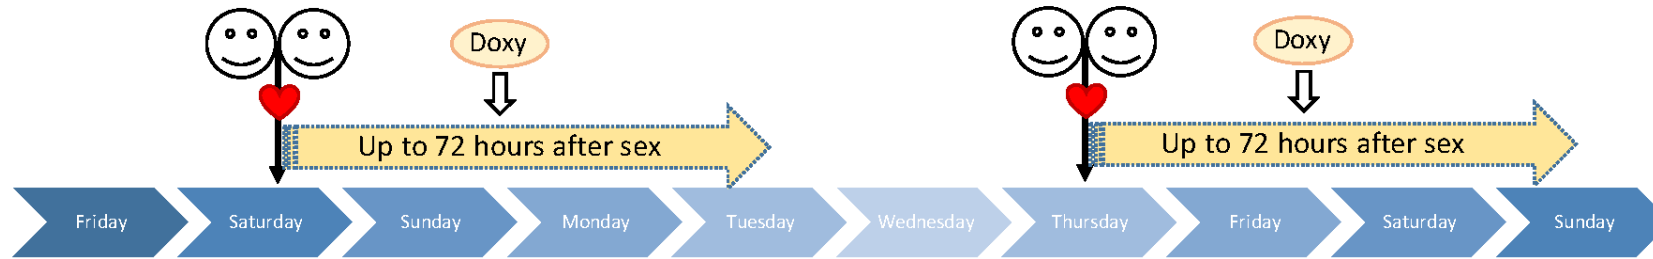 Doxy
Doxy
Up to 72 hours after sex
Up to 72 hours after sex
Friday
Saturday
Sunday
Monday
Tuesday
Wednesday
Thursday
Friday
Saturday
Sunday